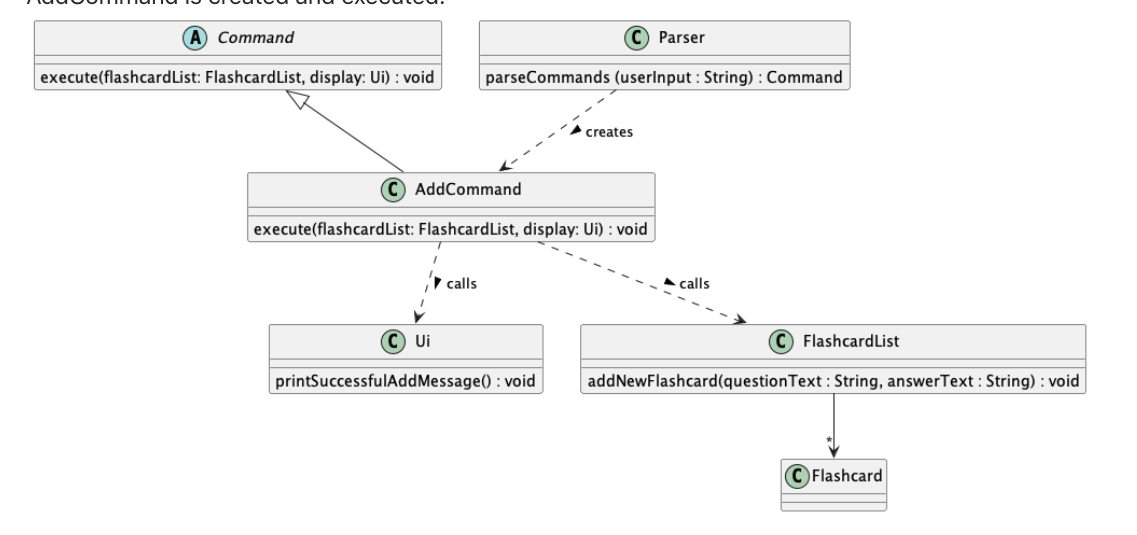 AddCommand is created and executed.
A Command
execute(flashcardList: FlashcardList, display: Ui) : void
C Parser
parseCommands (userInput : String) : Command
creates
C AddCommand
execute(flashcardList: FlashcardList, display: Ui) : void
calls
calls
C Ui
printSuccessfulAddMessage() : void
C FlashcardList
addNewFlashcard(questionText : String, answerText : String) : void
*
C Flashcard